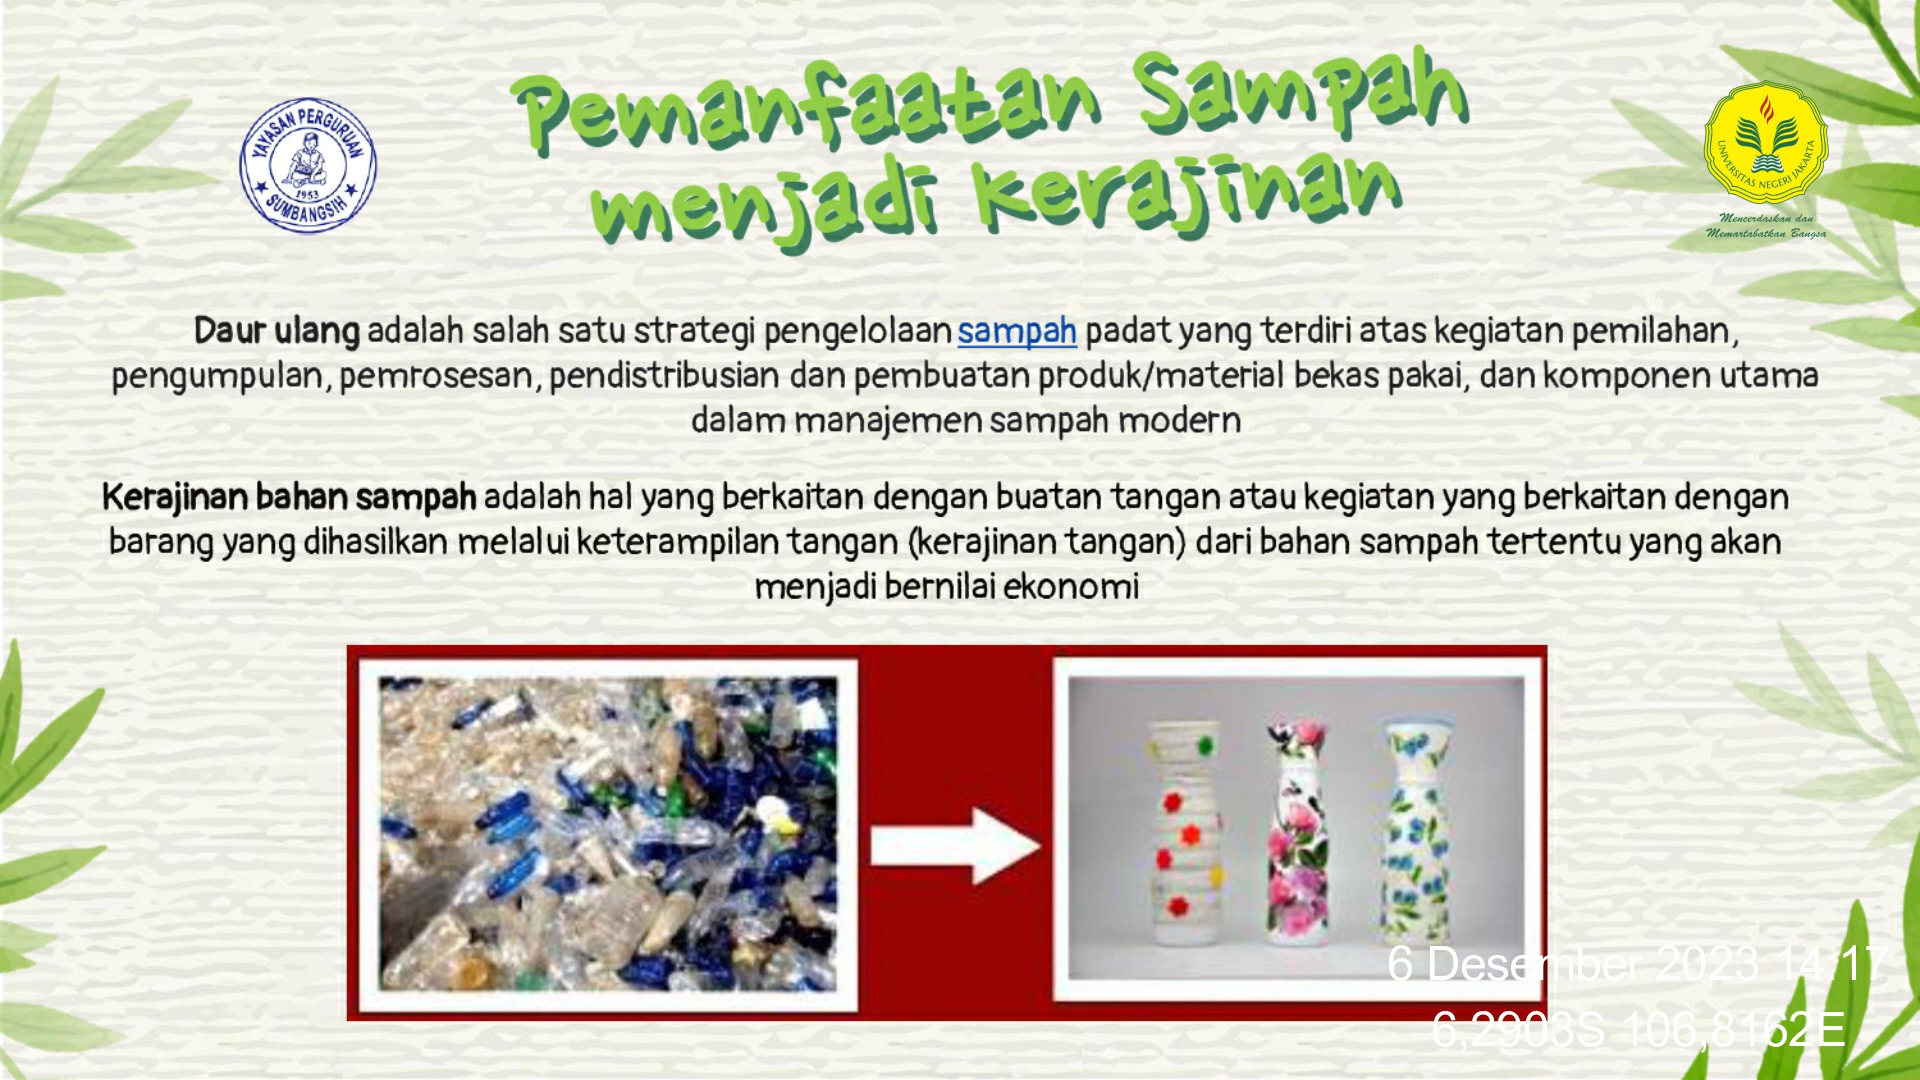 Pemanfaatan Sampah
menjadi kerajinan
YAYASAN PERGURUAN
1953
SUMBANGSIH
UNIVERSITAS NEGERI JAKARTA
Mencerdaskan dan
Memartabatkan Bangsa
Daur ulang adalah salah satu strategi pengelolaan sampah padat yang terdiri atas kegiatan pemilahan,
pengumpulan, pemrosesan, pendistribusian dan pembuatan produk/material bekas pakai, dan komponen utama
dalam manajemen sampah modern
Kerajinan bahan sampah adalah hal yang berkaitan dengan buatan tangan atau kegiatan yang berkaitan dengan
barang yang dihasilkan melalui keterampilan tangan (kerajinan tangan) dari bahan sampah tertentu yang akan
menjadi bernilai ekonomi
6 Desember 2023 14.17
6,2903S 106,8162E